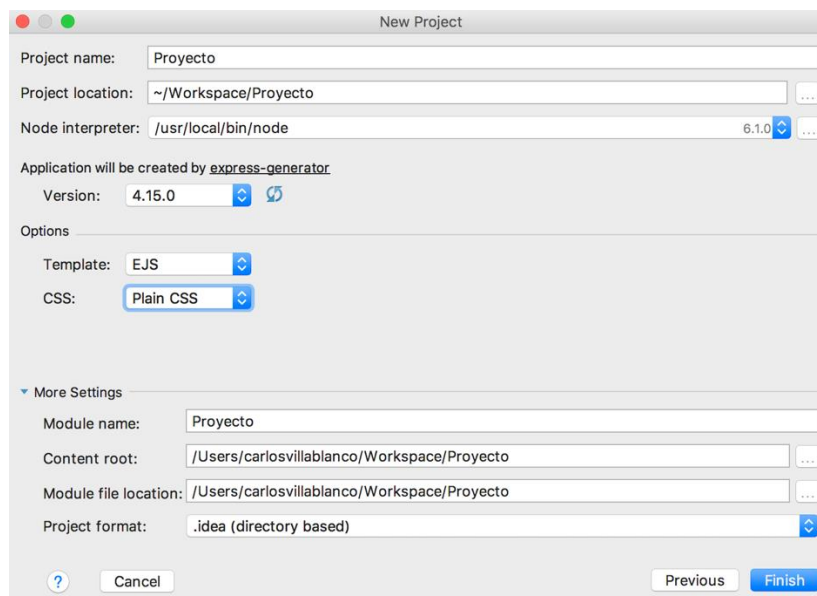 New Project
Project name: Proyecto
Project location: ~/Workspace/Proyecto ...
Node interpreter: /usr/local/bin/node 6.1.0 ...
Application will be created by express-generator
Version: 4.15.0
Options
Template: EJS
CSS: Plain CSS
More Settings
Module name: Proyecto
Content root: /Users/carlosvillablanco/Workspace/Proyecto ...
Module file location: /Users/carlosvillablanco/Workspace/Proyecto ...
Project format: .idea (directory based)
? Cancel Previous Finish